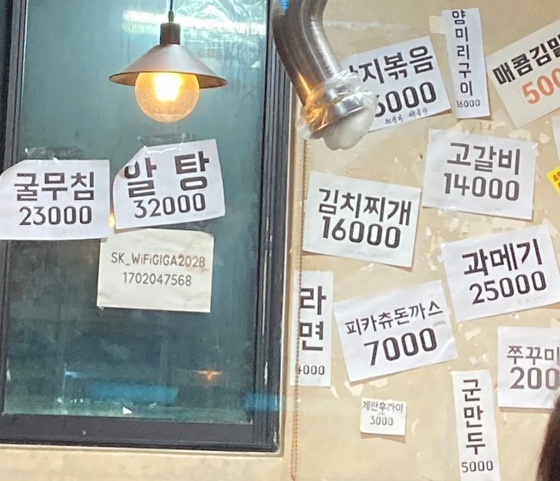 굴무침
23000
알탕
32000
SK_WiFiGIGA202B
1702047568
지볶음
5000
양미리구이
16000
매콤김말
500
고갈비
14000
김치찌개
16000
과메기
25000
라면
4000
피카츄돈까스
7000
쭈꾸미
200
계란후라이
3000
군만두
5000